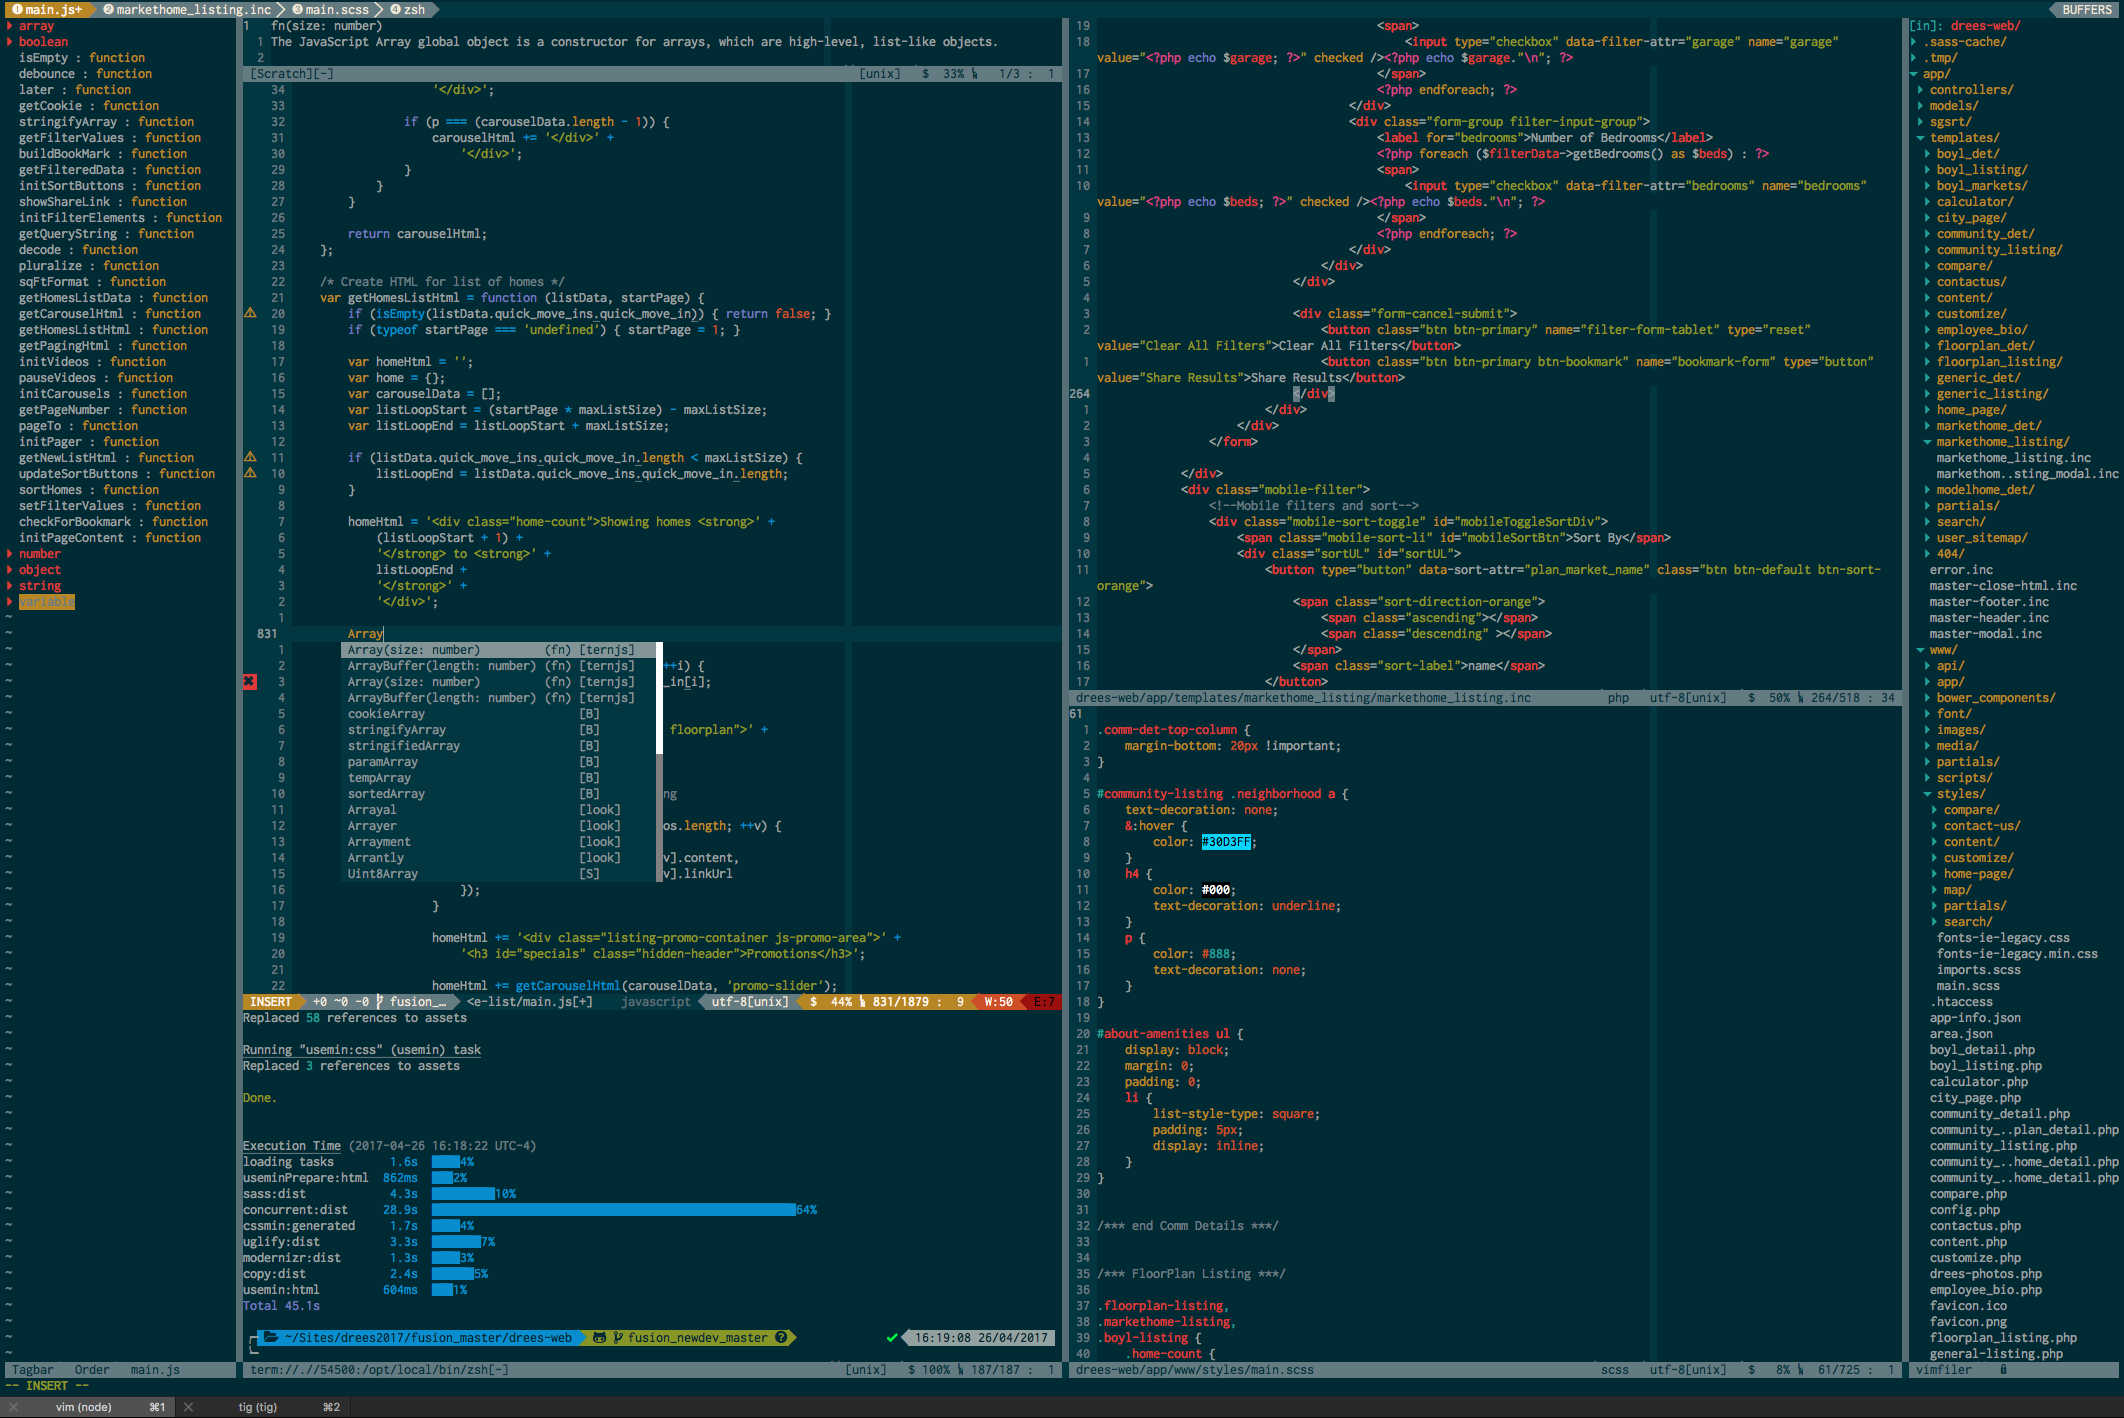 ❶ main.js+ ❷ markethome_listing.inc ❸ main.scss ❹ zsh
BUFFERS
array
boolean
isEmpty : function
debounce : function
later : function
getCookie : function
stringifyArray : function
getFilterValues : function
buildBookMark : function
getFilteredData : function
initSortButtons : function
showShareLink : function
initFilterElements : function
getQueryString : function
decode : function
pluralize : function
sqFtFormat : function
getHomesListData : function
getCarouselHtml : function
getHomesListHtml : function
getPagingHtml : function
initVideos : function
pauseVideos : function
initCarousels : function
getPageNumber : function
pageTo : function
initPager : function
getNewListHtml : function
updateSortButtons : function
sortHomes : function
setFilterValues : function
checkForBookmark : function
initPageContent : function
number
object
string
variable
Tagbar Order main.js
-- INSERT --
1 fn(size: number)
1 The JavaScript Array global object is a constructor for arrays, which are high-level, list-like objects.
2
[Scratch][-] [unix] $ 33% 1/3 : 1
34 '</div>';
33
32 if (p === (carouselData.length - 1)) {
31 carouselHtml += '</div>' +
30 '</div>';
29 }
28 }
27 }
26
25 return carouselHtml;
24 };
23
22 /* Create HTML for list of homes */
21 var getHomesListHtml = function (listData, startPage) {
20 if (isEmpty(listData.quick_move_ins.quick_move_in)) { return false; }
19 if (typeof startPage === 'undefined') { startPage = 1; }
18
17 var homeHtml = '';
16 var home = {};
15 var carouselData = [];
14 var listLoopStart = (startPage * maxListSize) - maxListSize;
13 var listLoopEnd = listLoopStart + maxListSize;
12
11 if (listData.quick_move_ins.quick_move_in.length < maxListSize) {
10 listLoopEnd = listData.quick_move_ins.quick_move_in.length;
9 }
8
7 homeHtml = '<div class="home-count">Showing homes <strong>' +
6 (listLoopStart + 1) +
5 '</strong> to <strong>' +
4 listLoopEnd +
3 '</strong>' +
2 '</div>';
1
831 Array
1 Array(size: number) (fn) [ternjs]
2 ArrayBuffer(length: number) (fn) [ternjs] ++i) {
3 Array(size: number) (fn) [ternjs] _in[i];
4 ArrayBuffer(length: number) (fn) [ternjs]
5 cookieArray [B]
6 stringifyArray [B] floorplan">' +
7 stringifiedArray [B]
8 paramArray [B]
9 tempArray [B]
10 sortedArray [B] ng
11 Arrayal [look]
12 Arrayer [look] os.length; ++v) {
13 Arrayment [look]
14 Arrantly [look] v].content,
15 Uint8Array [S] v].linkUrl
16 });
17 }
18
19 homeHtml += '<div class="listing-promo-container js-promo-area">' +
20 '<h3 id="specials" class="hidden-header">Promotions</h3>';
21
22 homeHtml += getCarouselHtml(carouselData, 'promo-slider');
INSERT +0 ~0 -0 fusion_… <e-list/main.js[+] javascript utf-8[unix] $ 44% 831/1879 : 9 W:50 E:7
Replaced 58 references to assets
Running "usemin:css" (usemin) task
Replaced 3 references to assets
Done.
Execution Time (2017-04-26 16:18:22 UTC-4)
loading tasks 1.6s 4%
useminPrepare:html 862ms 2%
sass:dist 4.3s 10%
concurrent:dist 28.9s 64%
cssmin:generated 1.7s 4%
uglify:dist 3.3s 7%
modernizr:dist 1.3s 3%
copy:dist 2.4s 5%
usemin:html 604ms 1%
Total 45.1s
~/Sites/drees2017/fusion_master/drees-web fusion_newdev_master ? ✔ 16:19:08 26/04/2017
term://.//54500:/opt/local/bin/zsh[-] [unix] $ 100% 187/187 : 1
19 <span>
18 <input type="checkbox" data-filter-attr="garage" name="garage"
value="<?php echo $garage; ?>" checked /><?php echo $garage."\n"; ?>
17 </span>
16 <?php endforeach; ?>
15 </div>
14 <div class="form-group filter-input-group">
13 <label for="bedrooms">Number of Bedrooms</label>
12 <?php foreach ($filterData->getBedrooms() as $beds) : ?>
11 <span>
10 <input type="checkbox" data-filter-attr="bedrooms" name="bedrooms"
value="<?php echo $beds; ?>" checked /><?php echo $beds."\n"; ?>
9 </span>
8 <?php endforeach; ?>
7 </div>
6 </div>
5 </div>
4
3 <div class="form-cancel-submit">
2 <button class="btn btn-primary" name="filter-form-tablet" type="reset"
value="Clear All Filters">Clear All Filters</button>
1 <button class="btn btn-primary btn-bookmark" name="bookmark-form" type="button"
value="Share Results">Share Results</button>
264 </div>
1 </div>
2 </div>
3 </form>
4
5 </div>
6 <div class="mobile-filter">
7 <!--Mobile filters and sort-->
8 <div class="mobile-sort-toggle" id="mobileToggleSortDiv">
9 <span class="mobile-sort-li" id="mobileSortBtn">Sort By</span>
10 <div class="sortUL" id="sortUL">
11 <button type="button" data-sort-attr="plan_market_name" class="btn btn-default btn-sort-
orange">
12 <span class="sort-direction-orange">
13 <span class="ascending"></span>
14 <span class="descending" ></span>
15 </span>
16 <span class="sort-label">name</span>
17 </button>
drees-web/app/templates/markethome_listing/markethome_listing.inc php utf-8[unix] $ 50% 264/518 : 34
61
1 .comm-det-top-column {
2 margin-bottom: 20px !important;
3 }
4
5 #community-listing .neighborhood a {
6 text-decoration: none;
7 &:hover {
8 color: #30D3FF;
9 }
10 h4 {
11 color: #000;
12 text-decoration: underline;
13 }
14 p {
15 color: #888;
16 text-decoration: none;
17 }
18 }
19
20 #about-amenities ul {
21 display: block;
22 margin: 0;
23 padding: 0;
24 li {
25 list-style-type: square;
26 padding: 5px;
27 display: inline;
28 }
29 }
30
31
32 /*** end Comm Details ***/
33
34
35 /*** FloorPlan Listing ***/
36
37 .floorplan-listing,
38 .markethome-listing,
39 .boyl-listing {
40 .home-count {
drees-web/app/www/styles/main.scss scss utf-8[unix] $ 8% 61/725 : 1
[in]: drees-web/
.sass-cache/
.tmp/
app/
controllers/
models/
sgsrt/
templates/
boyl_det/
boyl_listing/
boyl_markets/
calculator/
city_page/
community_det/
community_listing/
compare/
contactus/
content/
customize/
employee_bio/
floorplan_det/
floorplan_listing/
generic_det/
generic_listing/
home_page/
markethome_det/
markethome_listing/
markethome_listing.inc
markethom..sting_modal.inc
modelhome_det/
partials/
search/
user_sitemap/
404/
error.inc
master-close-html.inc
master-footer.inc
master-header.inc
master-modal.inc
www/
api/
app/
bower_components/
font/
images/
media/
partials/
scripts/
styles/
compare/
contact-us/
content/
customize/
home-page/
map/
partials/
search/
fonts-ie-legacy.css
fonts-ie-legacy.min.css
imports.scss
main.scss
.htaccess
app-info.json
area.json
boyl_detail.php
boyl_listing.php
calculator.php
city_page.php
community_detail.php
community_..plan_detail.php
community_listing.php
community_..home_detail.php
community_..home_detail.php
compare.php
config.php
contactus.php
content.php
customize.php
drees-photos.php
employee_bio.php
favicon.ico
favicon.png
floorplan_listing.php
general-listing.php
vimfiler
vim (node) ⌘1 tig (tig) ⌘2